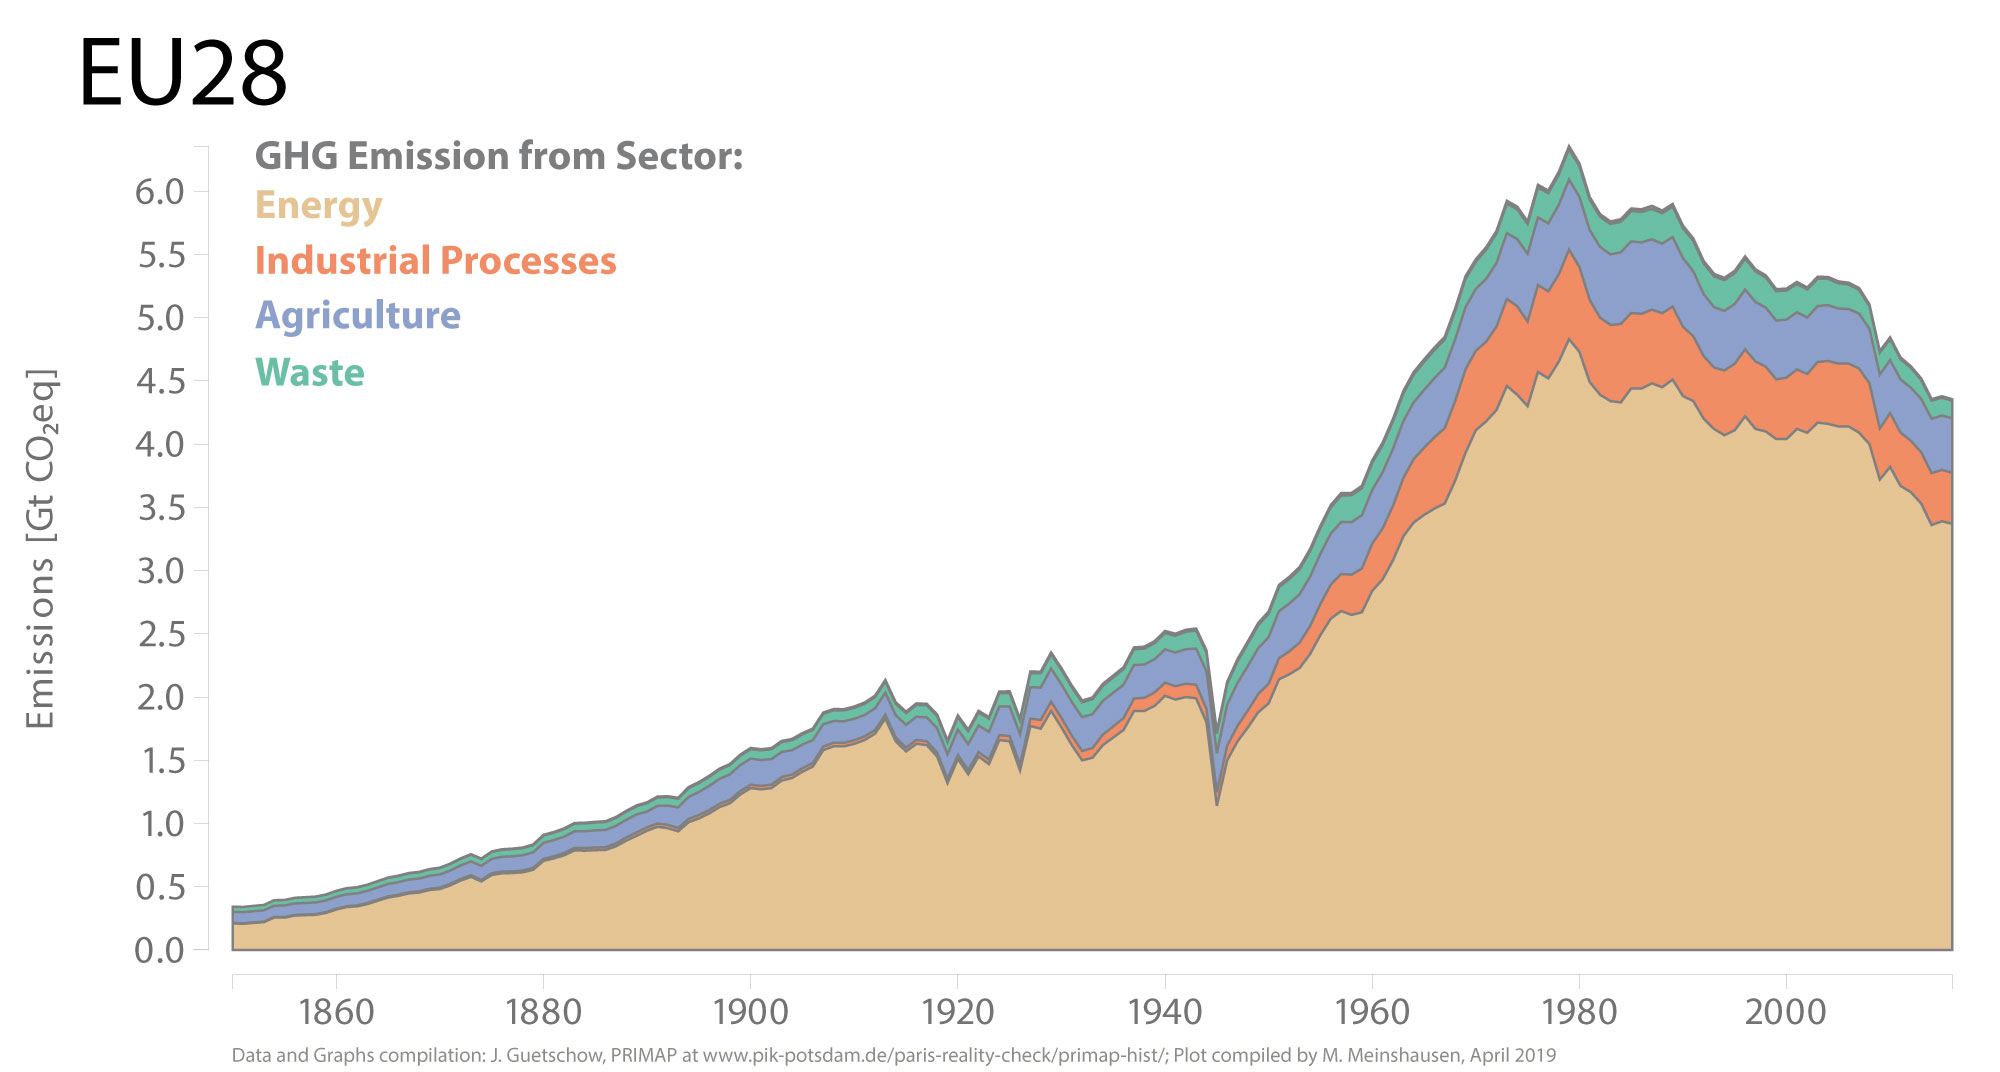 EU28
GHG Emission from Sector:
Energy
Industrial Processes
Agriculture
Waste
Emissions [Gt CO₂eq]
6.0
5.5
5.0
4.5
4.0
3.5
3.0
2.5
2.0
1.5
1.0
0.5
0.0
1860 1880 1900 1920 1940 1960 1980 2000
Data and Graphs compilation: J. Guetschow, PRIMAP at www.pik-potsdam.de/paris-reality-check/primap-hist/; Plot compiled by M. Meinshausen, April 2019